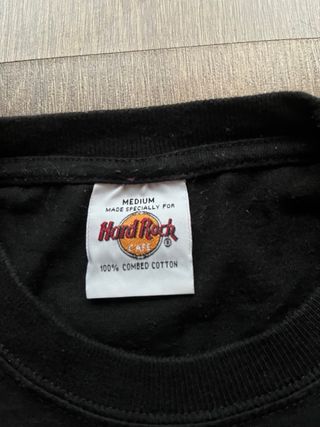 MEDIUM
MADE SPECIALLY FOR
Hard Rock
CAFE
®
100% COMBED COTTON